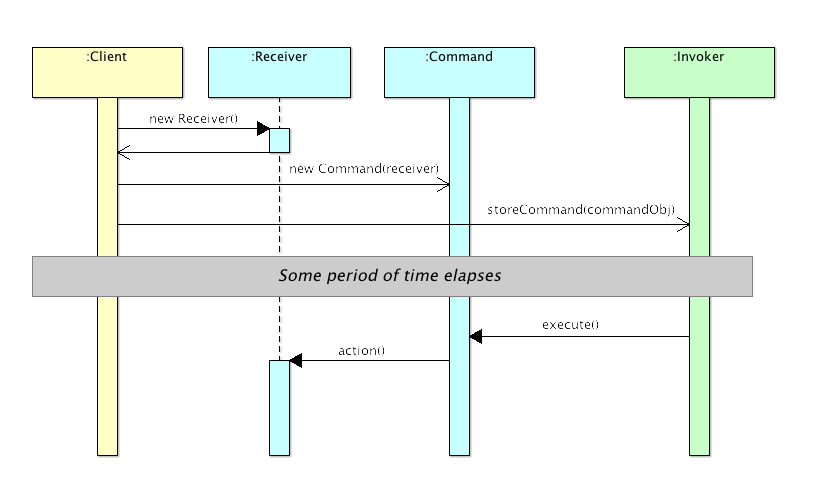 :Client
:Receiver
:Command
:Invoker
new Receiver()
new Command(receiver)
storeCommand(commandObj)
Some period of time elapses
execute()
action()